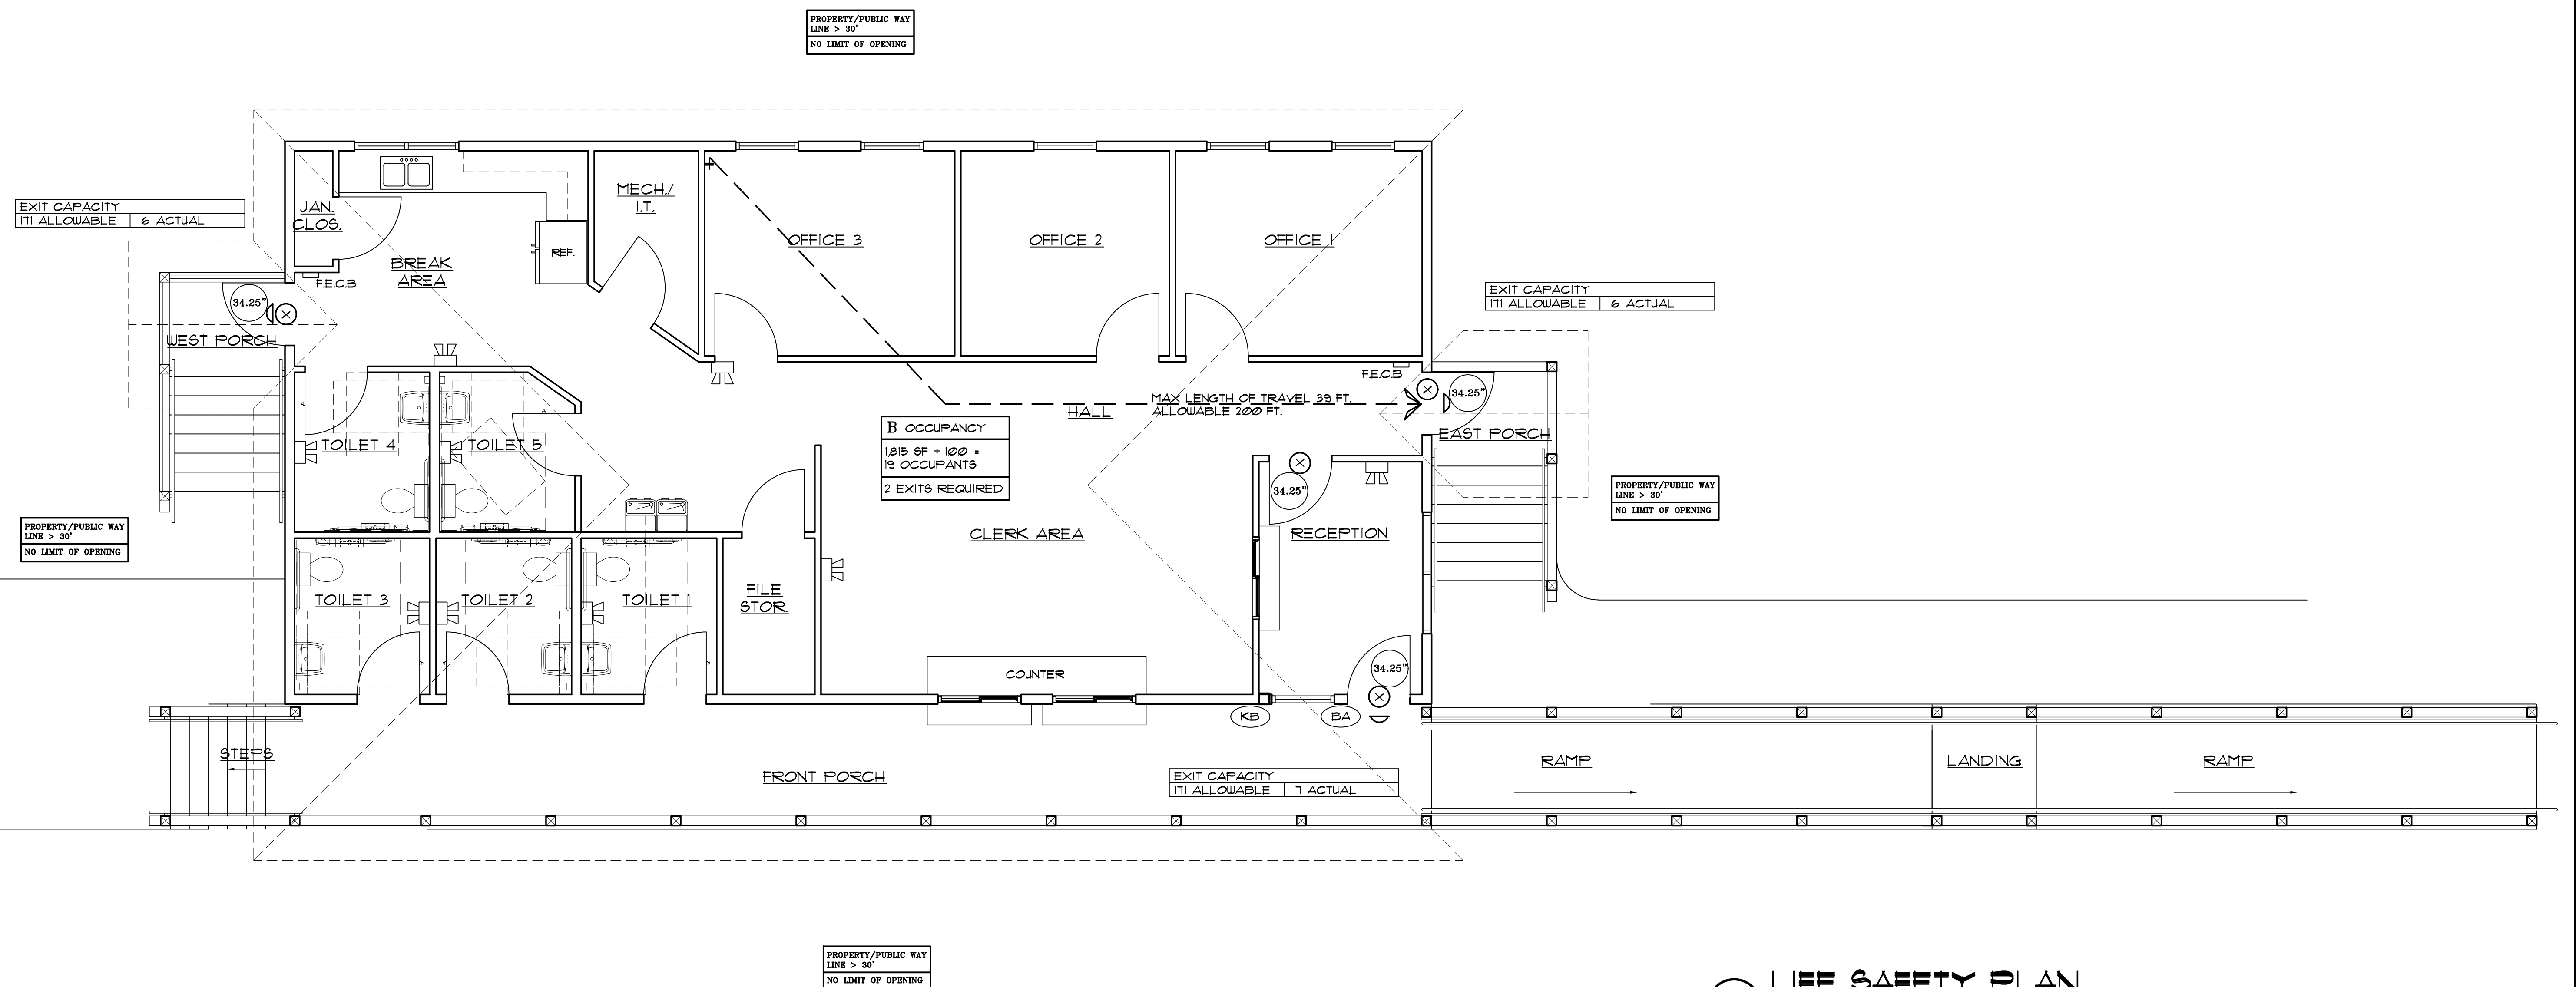 PROPERTY/PUBLIC WAY
LINE > 30'
NO LIMIT OF OPENING
EXIT CAPACITY
171 ALLOWABLE 6 ACTUAL
JAN.
CLOS.
BREAK
AREA
REF.
MECH./
I.T.
OFFICE 3
OFFICE 2
OFFICE 1
F.E.C.B
34.25"
WEST PORCH
EXIT CAPACITY
171 ALLOWABLE 6 ACTUAL
F.E.C.B
34.25"
EAST PORCH
MAX LENGTH OF TRAVEL 39 FT.
ALLOWABLE 200 FT.
HALL
B OCCUPANCY
1,815 SF ÷ 100 =
19 OCCUPANTS
2 EXITS REQUIRED
TOILET 4
TOILET 5
34.25"
RECEPTION
CLERK AREA
PROPERTY/PUBLIC WAY
LINE > 30'
NO LIMIT OF OPENING
PROPERTY/PUBLIC WAY
LINE > 30'
NO LIMIT OF OPENING
TOILET 3
TOILET 2
TOILET 1
FILE
STOR.
COUNTER
34.25"
KB
BA
STEPS
FRONT PORCH
EXIT CAPACITY
171 ALLOWABLE 7 ACTUAL
RAMP
LANDING
RAMP
PROPERTY/PUBLIC WAY
LINE > 30'
NO LIMIT OF OPENING
LIFE SAFETY PLAN